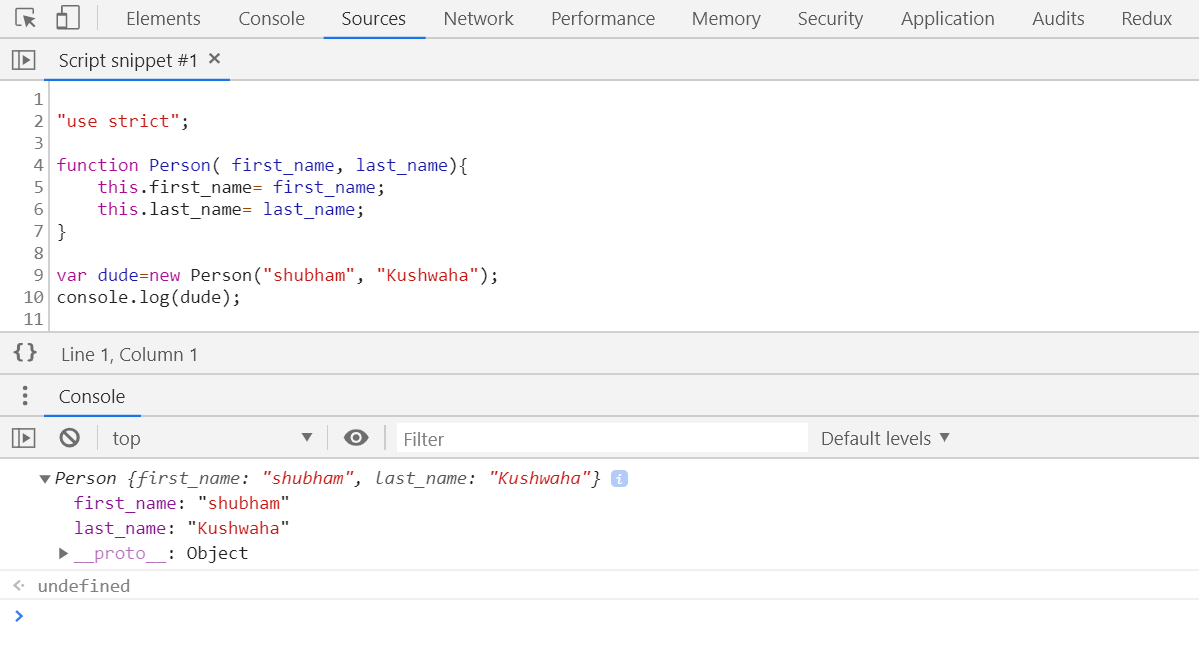 Elements Console Sources Network Performance Memory Security Application Audits Redux
Script snippet #1 ×
1
2 "use strict";
3
4 function Person( first_name, last_name){
5     this.first_name= first_name;
6     this.last_name= last_name;
7 }
8
9 var dude=new Person("shubham", "Kushwaha");
10 console.log(dude);
11
{} Line 1, Column 1
Console
top ▼ Filter Default levels ▼
▼Person {first_name: "shubham", last_name: "Kushwaha"} i
first_name: "shubham"
last_name: "Kushwaha"
▶__proto__: Object
undefined
>